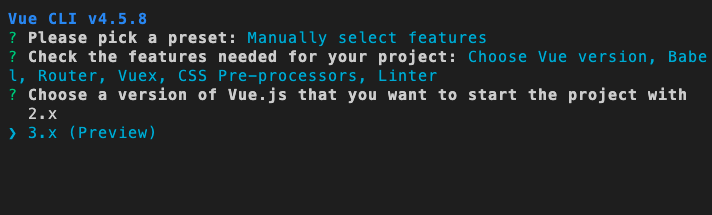 Vue CLI v4.5.8
? Please pick a preset: Manually select features
? Check the features needed for your project: Choose Vue version, Babe
l, Router, Vuex, CSS Pre-processors, Linter
? Choose a version of Vue.js that you want to start the project with
2.x
❯ 3.x (Preview)